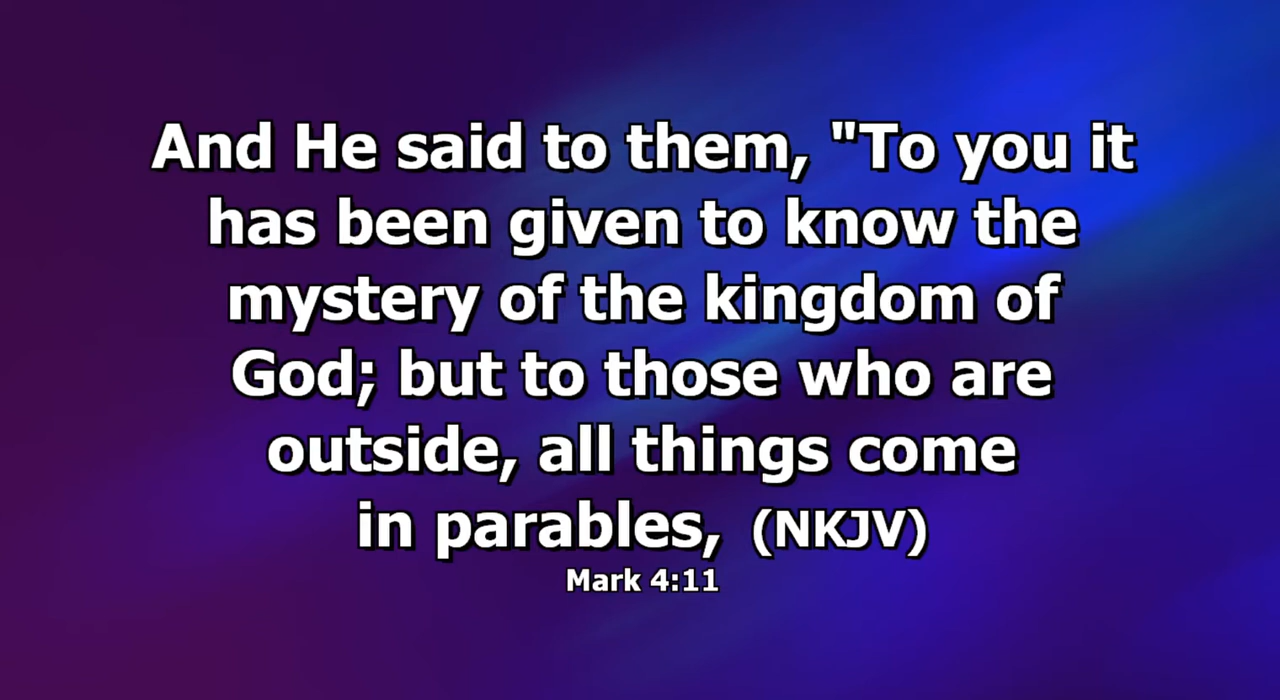 And He said to them, "To you it
has been given to know the
mystery of the kingdom of
God; but to those who are
outside, all things come
in parables, (NKJV)
Mark 4:11